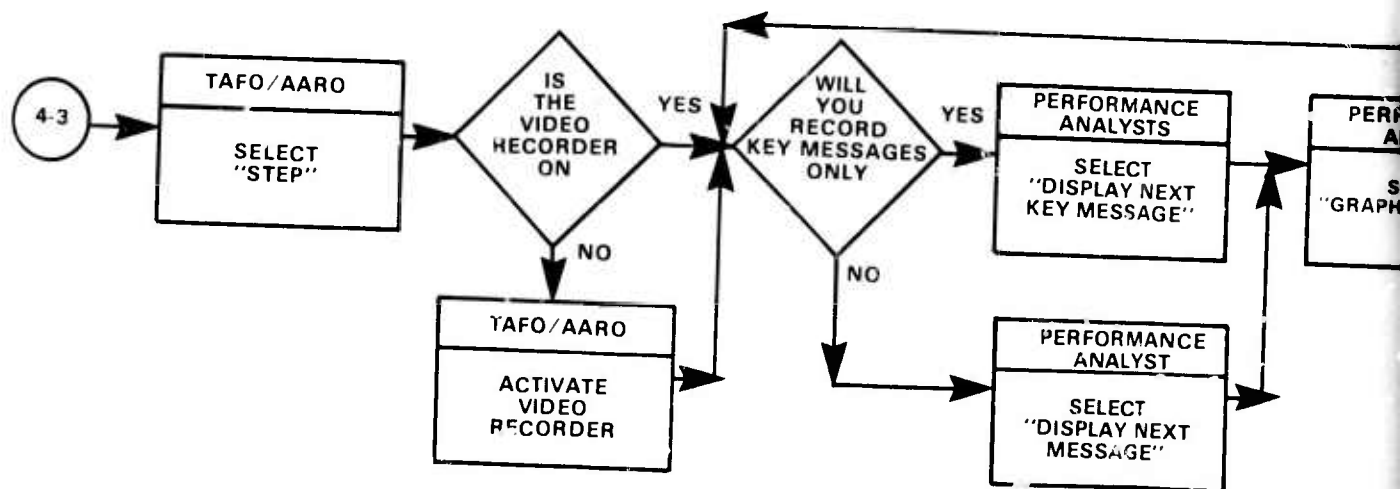 4-3
TAFO/AARO
SELECT
"STEP"
IS
THE
VIDEO
RECORDER
ON
YES
NO
TAFO/AARO
ACTIVATE
VIDEO
RECORDER
WILL
YOU
RECORD
KEY MESSAGES
ONLY
YES
NO
PERFORMANCE
ANALYSTS
SELECT
"DISPLAY NEXT
KEY MESSAGE"
PERFORMANCE
ANALYST
SELECT
"DISPLAY NEXT
MESSAGE"
"GRAPH